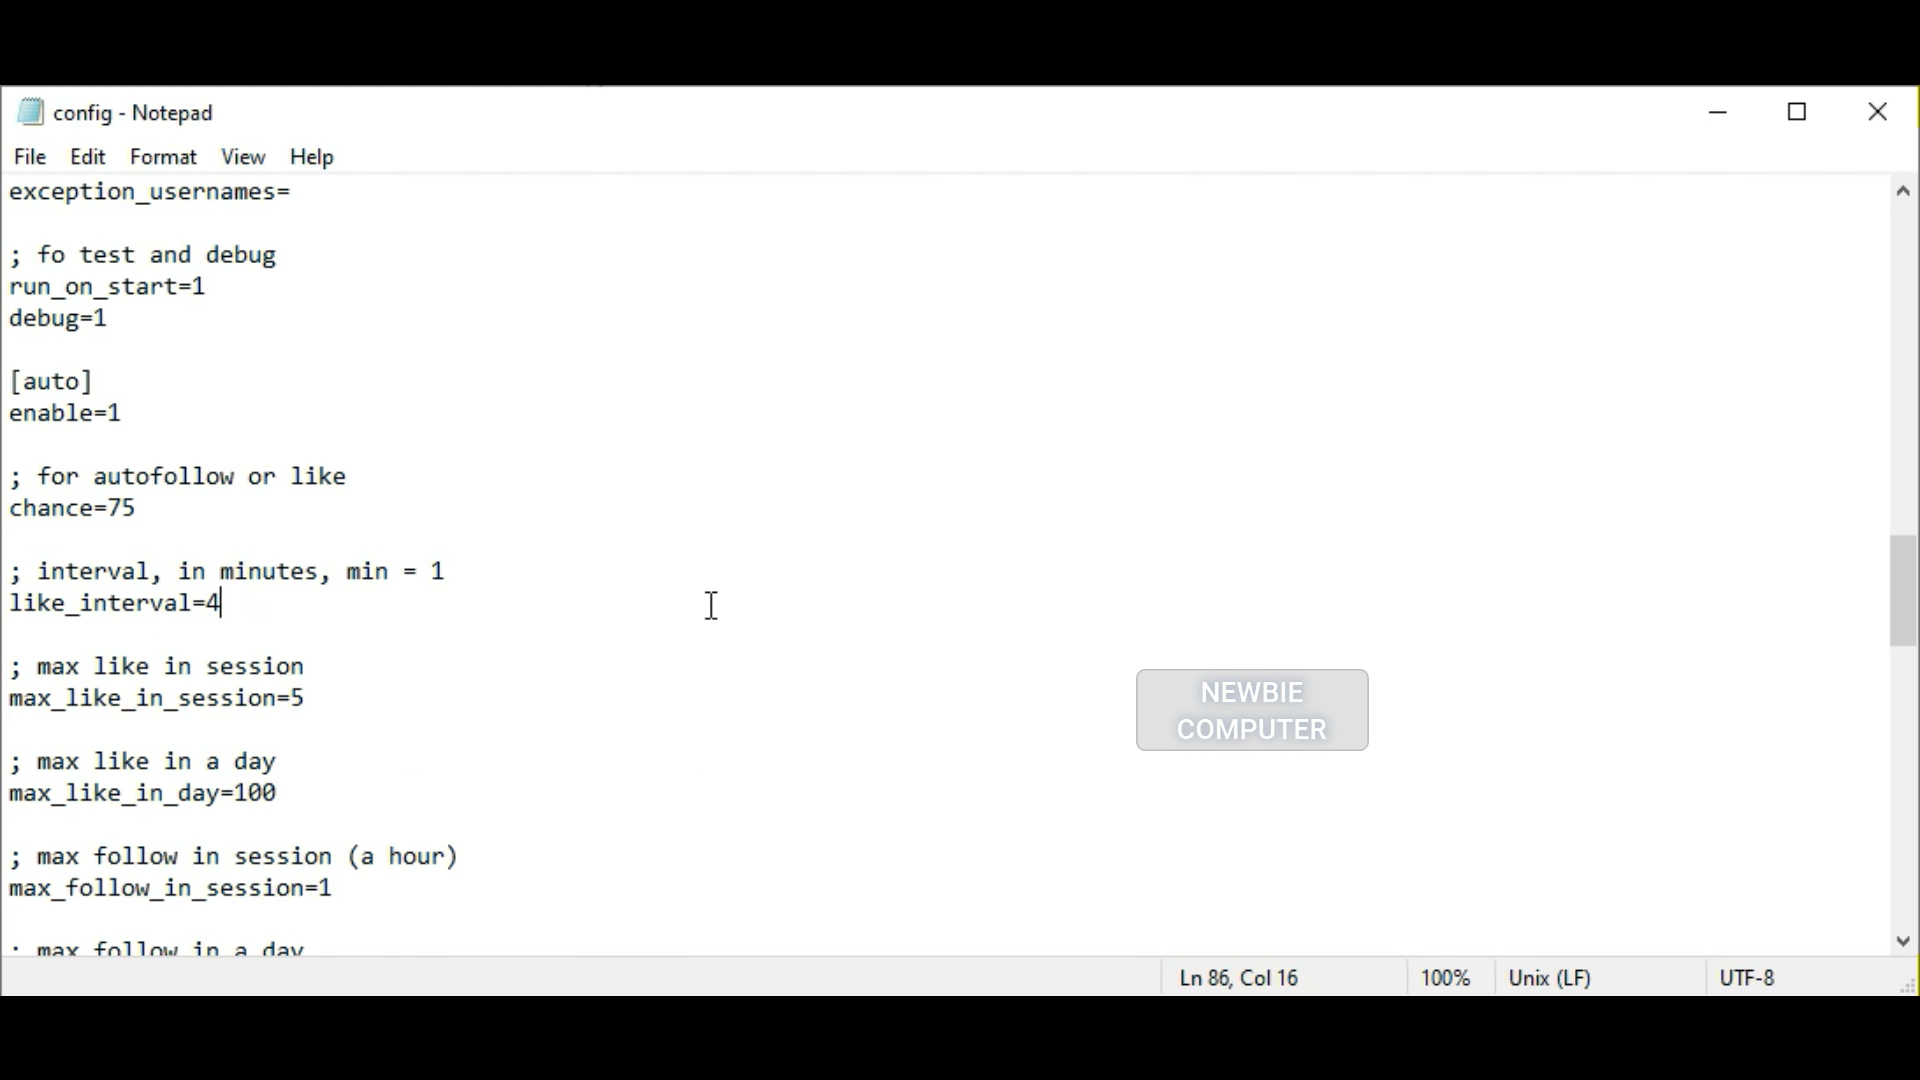 config - Notepad
File Edit Format View Help
exception_usernames=
; fo test and debug
run_on_start=1
debug=1
[auto]
enable=1
; for autofollow or like
chance=75
; interval, in minutes, min = 1
like_interval=4
; max like in session
max_like_in_session=5
NEWBIE
COMPUTER
; max like in a day
max_like_in_day=100
; max follow in session (a hour)
max_follow_in_session=1
; max follow in a day
Ln 86, Col 16 100% Unix (LF) UTF-8